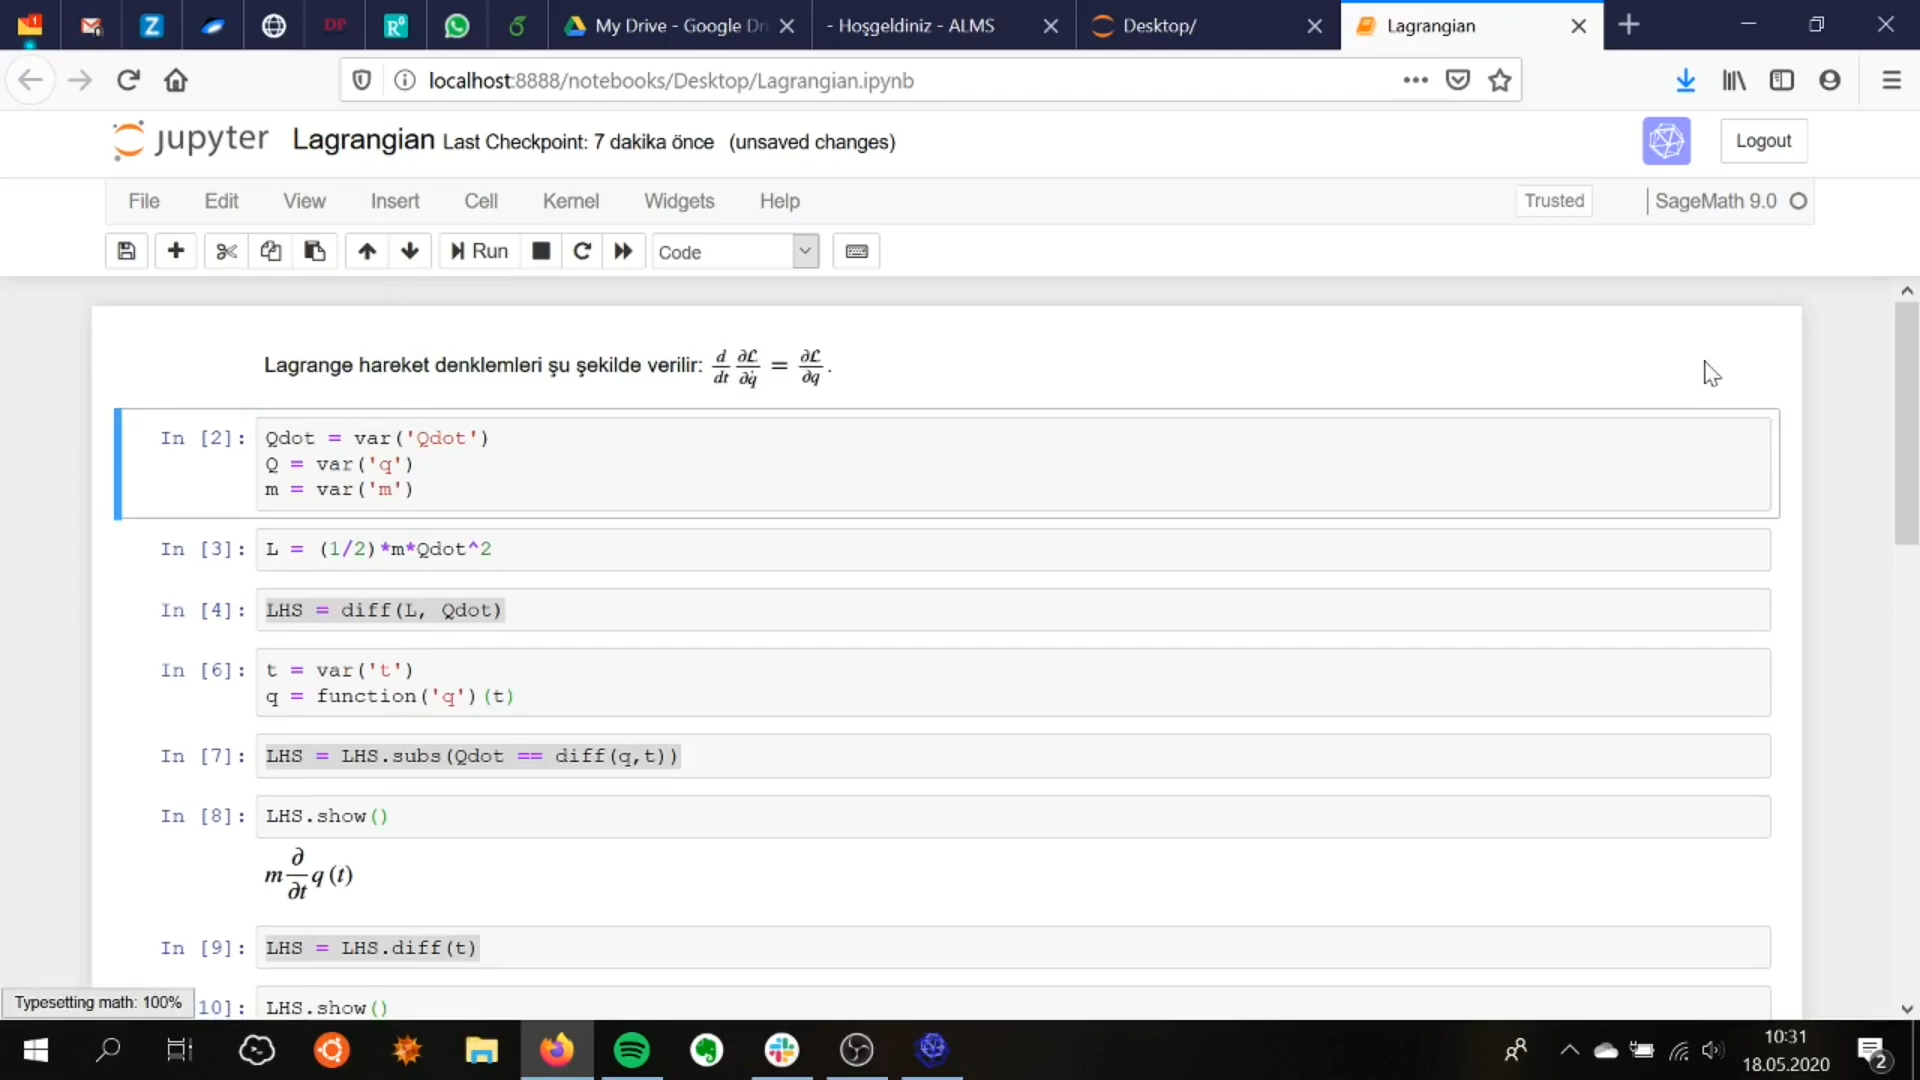 My Drive - Google Dri
- Hoşgeldiniz - ALMS
Desktop/
Lagrangian
localhost:8888/notebooks/Desktop/Lagrangian.ipynb
jupyter Lagrangian Last Checkpoint: 7 dakika önce (unsaved changes)
Logout
File Edit View Insert Cell Kernel Widgets Help
Trusted
SageMath 9.0
Run
Code
Lagrange hareket denklemleri şu şekilde verilir: d/dt ∂ℒ/∂q̇ = ∂ℒ/∂q.
In [2]: Qdot = var('Qdot')
Q = var('q')
m = var('m')
In [3]: L = (1/2)*m*Qdot^2
In [4]: LHS = diff(L, Qdot)
In [6]: t = var('t')
q = function('q')(t)
In [7]: LHS = LHS.subs(Qdot == diff(q,t))
In [8]: LHS.show()
m ∂/∂t q (t)
In [9]: LHS = LHS.diff(t)
10]: LHS.show()
Typesetting math: 100%
10:31
18.05.2020
2